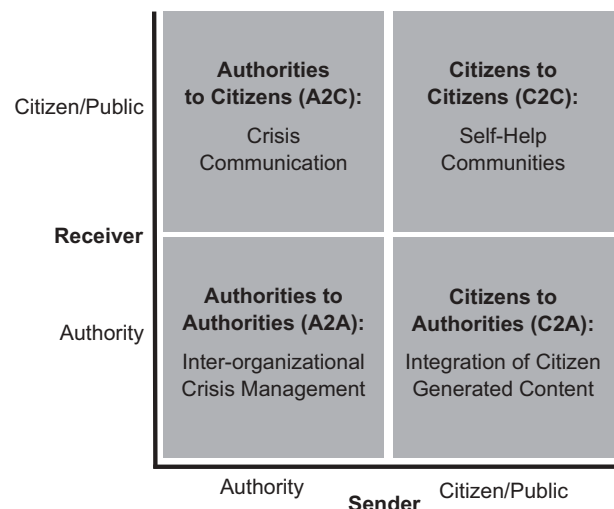 Citizen/Public
Authorities
to Citizens (A2C):
Crisis
Communication
Citizens to
Citizens (C2C):
Self-Help
Communities
Receiver
Authority
Authorities to
Authorities (A2A):
Inter-organizational
Crisis Management
Citizens to
Authorities (C2A):
Integration of Citizen
Generated Content
Authority
Sender
Citizen/Public